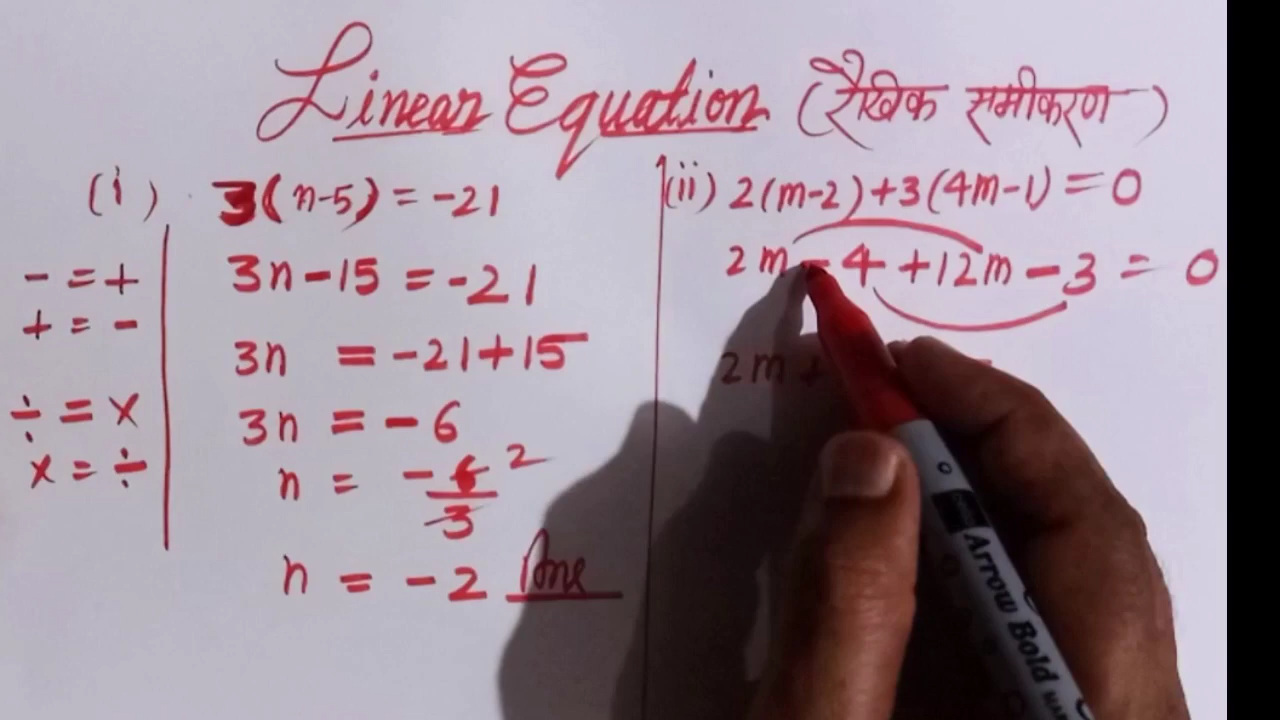 Linear Equation (रैखिक समीकरण)
(i) 3(n-5) = -21
- = +
+ = -
÷ = x
x = ÷
3n - 15 = -21
3n = -21 + 15
3n = -6
n = -6/3 2
n = -2 Ans
(ii) 2(m-2) + 3(4m-1) = 0
2m - 4 + 12m - 3 = 0
2m +
Arrow Bold